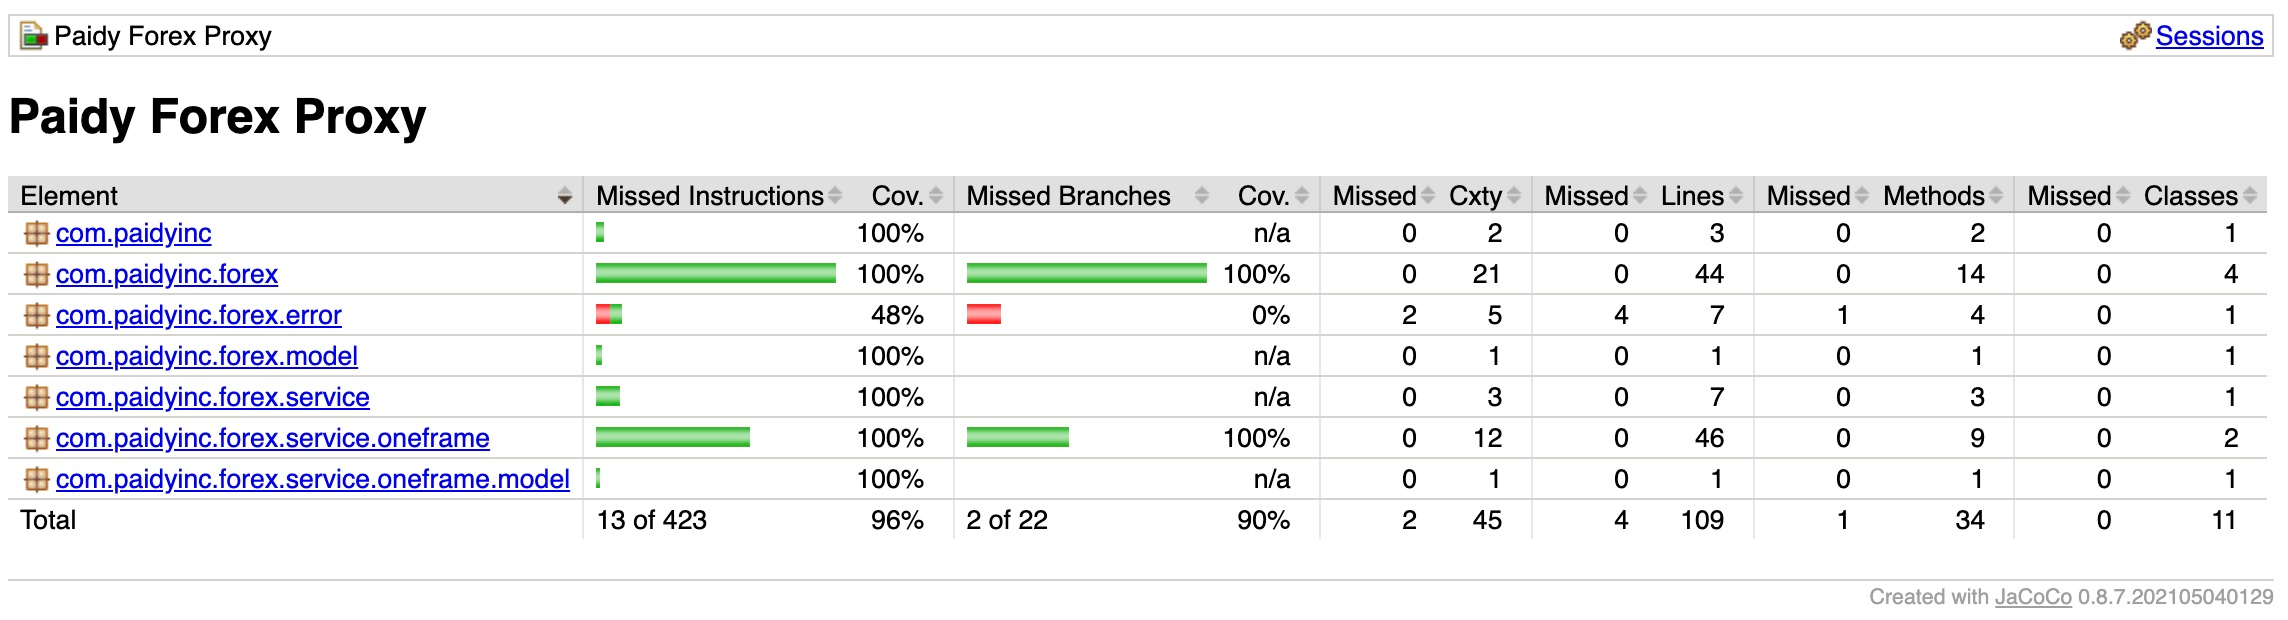 Paidy Forex Proxy
Sessions
Paidy Forex Proxy
Element Missed Instructions Cov. Missed Branches Cov. Missed Cxty Missed Lines Missed Methods Missed Classes
com.paidyinc 100% n/a 0 2 0 3 0 2 0 1
com.paidyinc.forex 100% 100% 0 21 0 44 0 14 0 4
com.paidyinc.forex.error 48% 0% 2 5 4 7 1 4 0 1
com.paidyinc.forex.model 100% n/a 0 1 0 1 0 1 0 1
com.paidyinc.forex.service 100% n/a 0 3 0 7 0 3 0 1
com.paidyinc.forex.service.oneframe 100% 100% 0 12 0 46 0 9 0 2
com.paidyinc.forex.service.oneframe.model 100% n/a 0 1 0 1 0 1 0 1
Total 13 of 423 96% 2 of 22 90% 2 45 4 109 1 34 0 11
Created with JaCoCo 0.8.7.202105040129